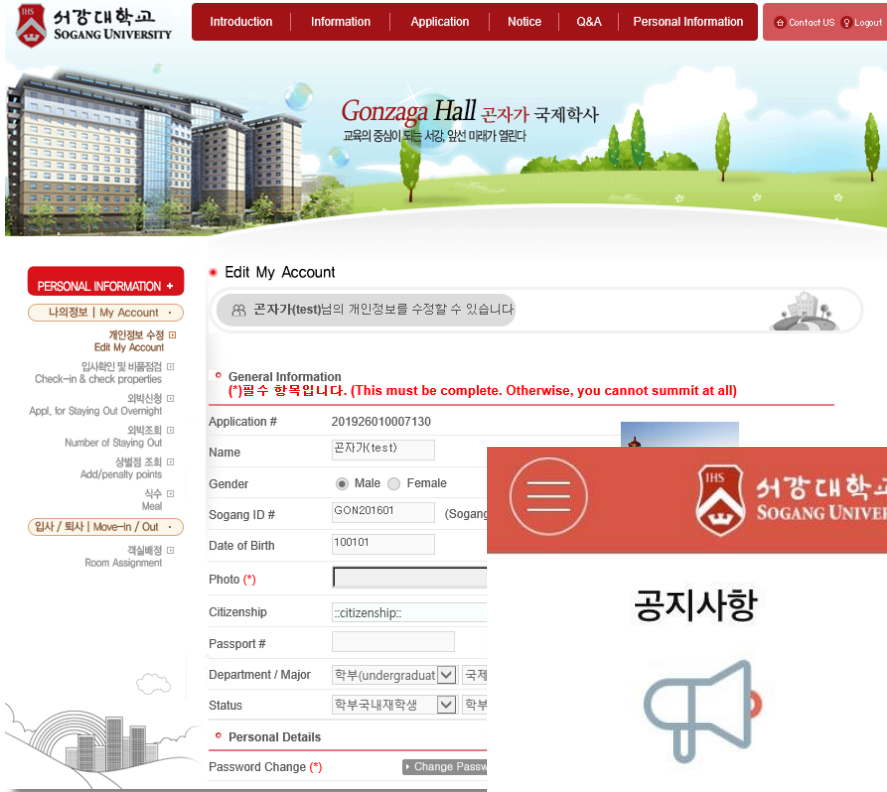 IHS
서강대학교
SOGANG UNIVERSITY
Introduction
Information
Application
Notice
Q&A
Personal Information
Contact US
Logout
Gonzaga Hall 곤자가 국제학사
교육의 중심이 되는 서강, 앞선 미래가 열린다
PERSONAL INFORMATION +
나의정보 | My Account
개인정보 수정
Edit My Account
입사확인 및 비품점검
Check-in & check properties
외박신청
Appl. for Staying Out Overnight
외박조회
Number of Staying Out
상벌점 조회
Add/penalty points
식수
Meal
입사 / 퇴사 | Move-In / Out
객실배정
Room Assignment
Edit My Account
곤자가(test)님의 개인정보를 수정할 수 있습니다
General Information
(*)필수 항목입니다. (This must be complete. Otherwise, you cannot summit at all)
Application # 201926010007130
Name 곤자가(test)
Gender Male Female
Sogang ID # GON201601 (Sogang
Date of Birth 100101
Photo (*)
Citizenship ::citizenship::
Passport #
Department / Major 학부(undergraduat 국제
Status 학부국내재학생 학부
Personal Details
Password Change (*) Change Passw
IHS
서강대학교
SOGANG UNIVER
공지사항